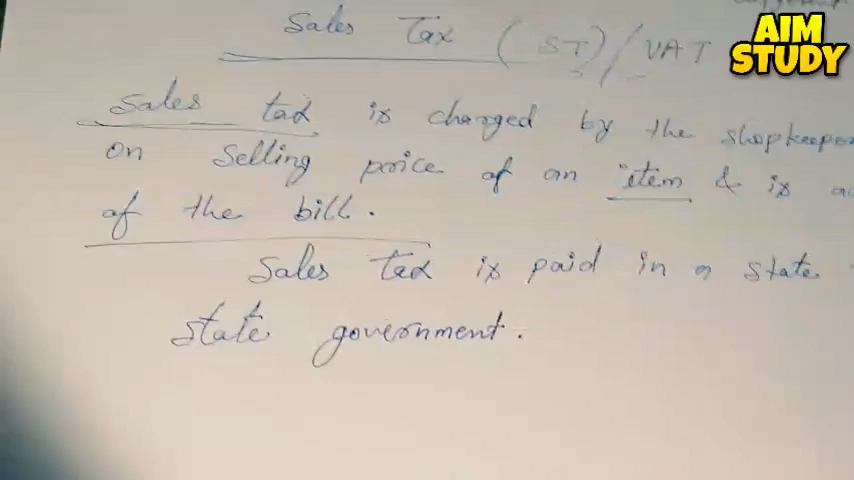 Sales Tax (ST) / VAT
AIM
STUDY
Sales tax is charged by the shopkeeper
on Selling price of an item & is
of the bill.
Sales tax is paid in a state
state government.